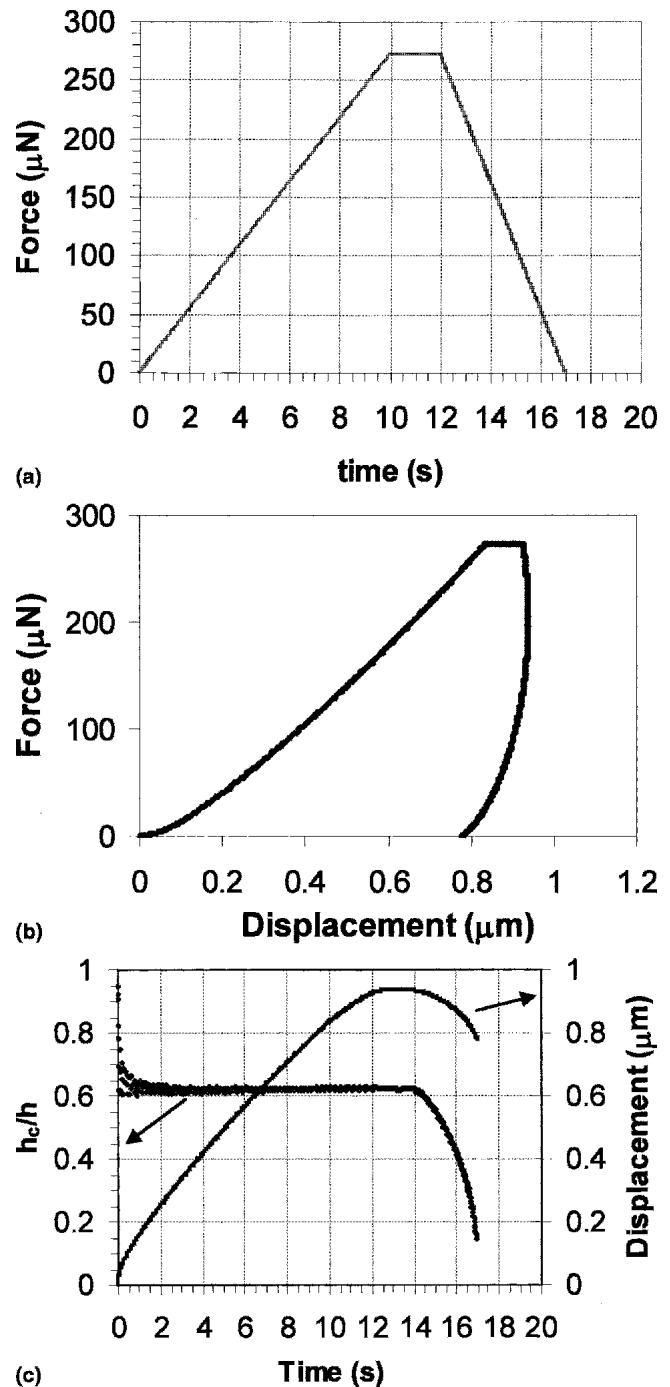 300
250
200
150
100
50
0
Force (μN)
0 2 4 6 8 10 12 14 16 18 20
time (s)
(a)
300
200
100
0
Force (μN)
0 0.2 0.4 0.6 0.8 1 1.2
Displacement (μm)
(b)
1
0.8
0.6
0.4
0.2
0
hc/h
1
0.8
0.6
0.4
0.2
0
Displacement (μm)
0 2 4 6 8 10 12 14 16 18 20
Time (s)
(c)